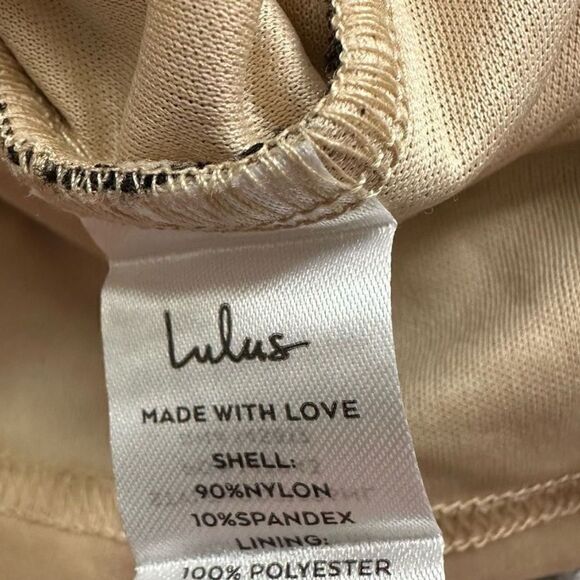 Lulus
MADE WITH LOVE
SHELL:
90%NYLON
10%SPANDEX
LINING:
100% POLYESTER